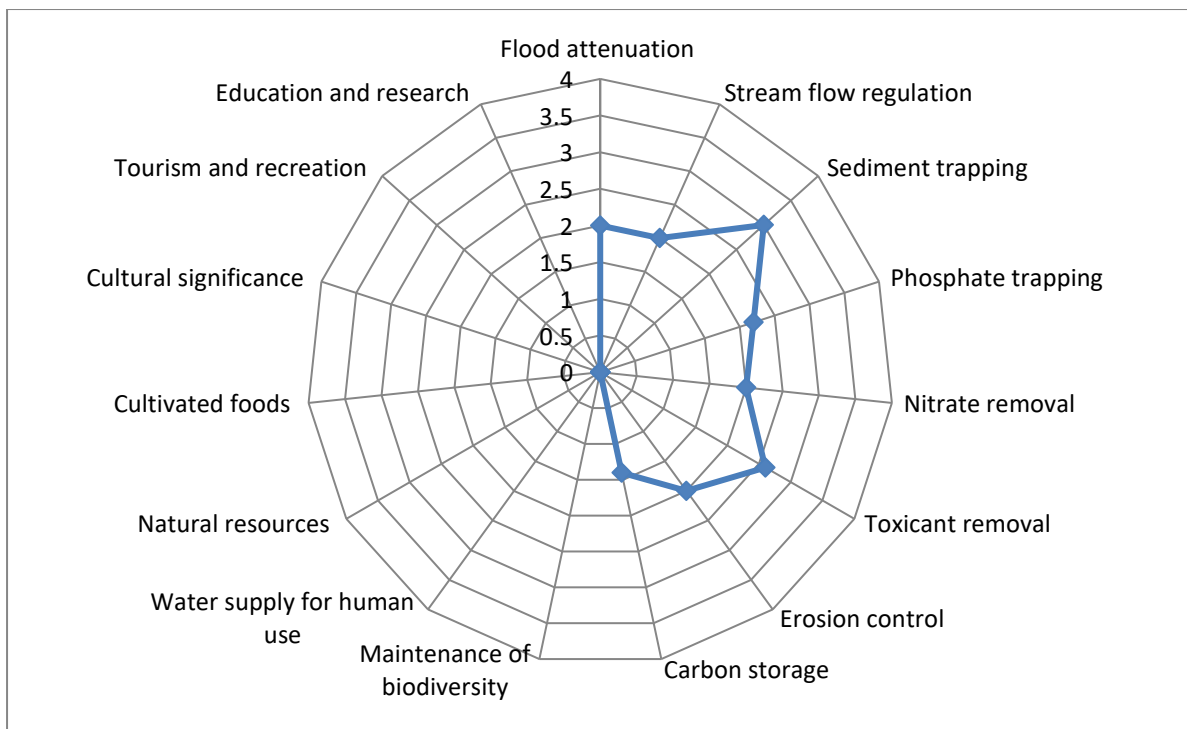 Flood attenuation
Stream flow regulation
Sediment trapping
Phosphate trapping
Nitrate removal
Toxicant removal
Erosion control
Carbon storage
Maintenance of
biodiversity
Water supply for human
use
Natural resources
Cultivated foods
Cultural significance
Tourism and recreation
Education and research
4
3.5
3
2.5
2
1.5
1
0.5
0